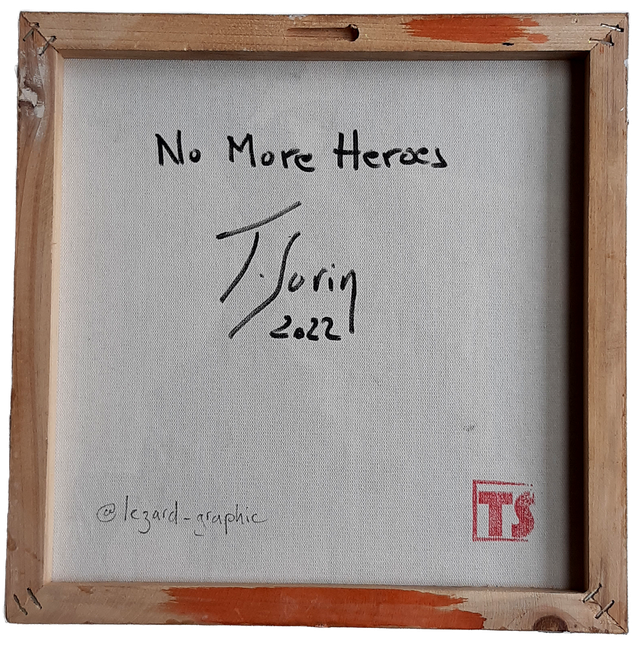 No More Heroes
T. Sorin
2022
@lezard-graphic
TS